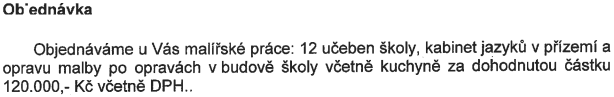 Ob˙ednávka
Objednáváme u Vás malířské práce: 12 učeben školy, kabinet jazyků v přízemí a
opravu malby po opravách v budově školy včetně kuchyně za dohodnutou částku
120.000,- Kč včetně DPH..